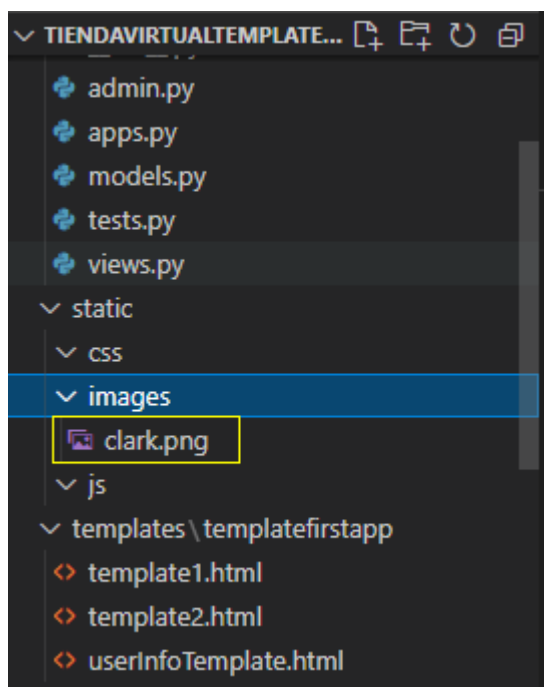 TIENDAVIRTUALTEMPLATE...
admin.py
apps.py
models.py
tests.py
views.py
static
css
images
clark.png
js
templates\templatefirstapp
template1.html
template2.html
userInfoTemplate.html